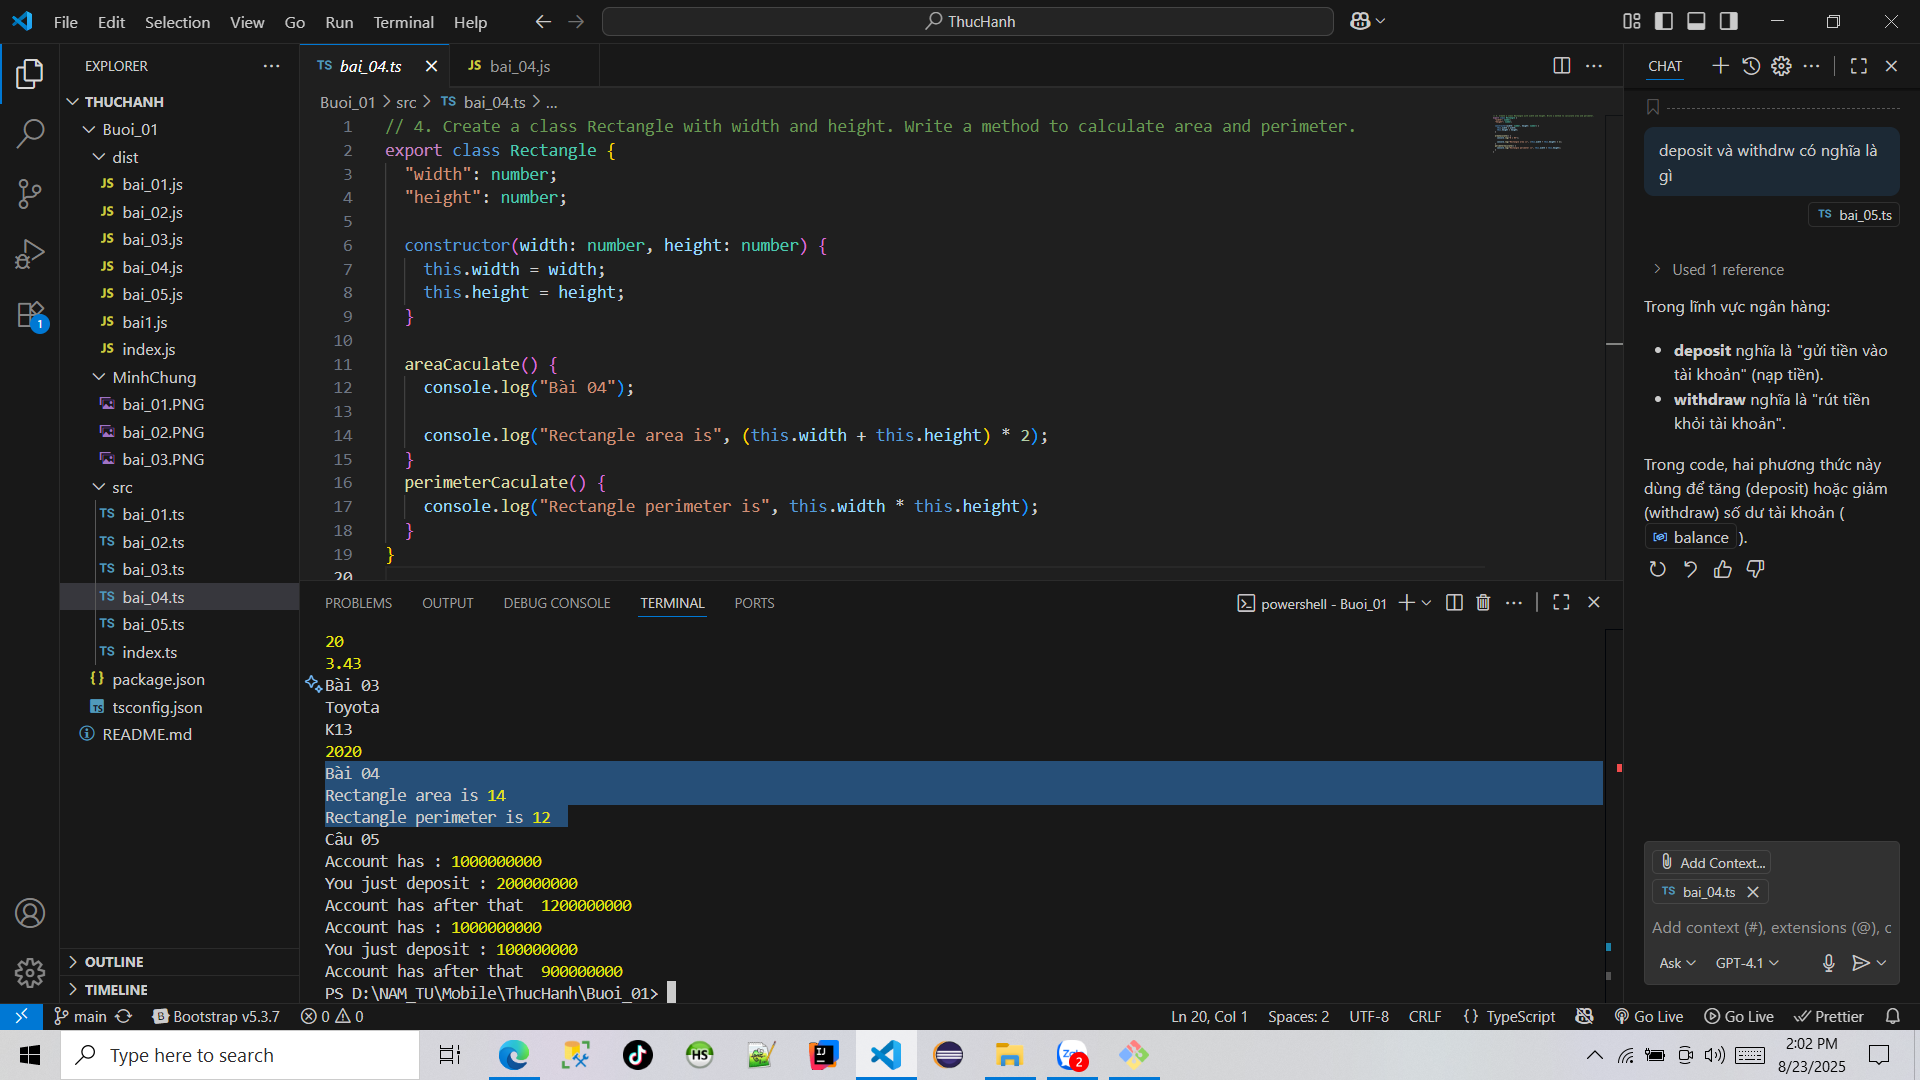 File Edit Selection View Go Run Terminal Help
ThucHanh
EXPLORER
THUCHANH
Buoi_01
dist
JS bai_01.js
JS bai_02.js
JS bai_03.js
JS bai_04.js
JS bai_05.js
JS bai1.js
JS index.js
MinhChung
bai_01.PNG
bai_02.PNG
bai_03.PNG
src
TS bai_01.ts
TS bai_02.ts
TS bai_03.ts
TS bai_04.ts
TS bai_05.ts
TS index.ts
{} package.json
TS tsconfig.json
README.md
OUTLINE
TIMELINE
1
TS bai_04.ts
JS bai_04.js
Buoi_01 > src > TS bai_04.ts > ...
1 // 4. Create a class Rectangle with width and height. Write a method to calculate area and perimeter.
2 export class Rectangle {
3 "width": number;
4 "height": number;
5
6 constructor(width: number, height: number) {
7 this.width = width;
8 this.height = height;
9 }
10
11 areaCaculate() {
12 console.log("Bài 04");
13
14 console.log("Rectangle area is", (this.width + this.height) * 2);
15 }
16 perimeterCaculate() {
17 console.log("Rectangle perimeter is", this.width * this.height);
18 }
19 }
20
PROBLEMS OUTPUT DEBUG CONSOLE TERMINAL PORTS
powershell - Buoi_01
20
3.43
Bài 03
Toyota
K13
2020
Bài 04
Rectangle area is 14
Rectangle perimeter is 12
Câu 05
Account has : 1000000000
You just deposit : 200000000
Account has after that  1200000000
Account has : 1000000000
You just deposit : 100000000
Account has after that  900000000
PS D:\NAM_TU\Mobile\ThucHanh\Buoi_01>
CHAT
deposit và withdrw có nghĩa là
gì
TS bai_05.ts
Used 1 reference
Trong lĩnh vực ngân hàng:
• deposit nghĩa là "gửi tiền vào
tài khoản" (nạp tiền).
• withdraw nghĩa là "rút tiền
khỏi tài khoản".
Trong code, hai phương thức này
dùng để tăng (deposit) hoặc giảm
(withdraw) số dư tài khoản (
balance ).
Add Context...
TS bai_04.ts
Add context (#), extensions (@), c
Ask GPT-4.1
main
Bootstrap v5.3.7
0 0
Ln 20, Col 1
Spaces: 2
UTF-8
CRLF
{} TypeScript
Go Live
Go Live
Prettier
Type here to search
HS
IJ
2
2:02 PM
8/23/2025